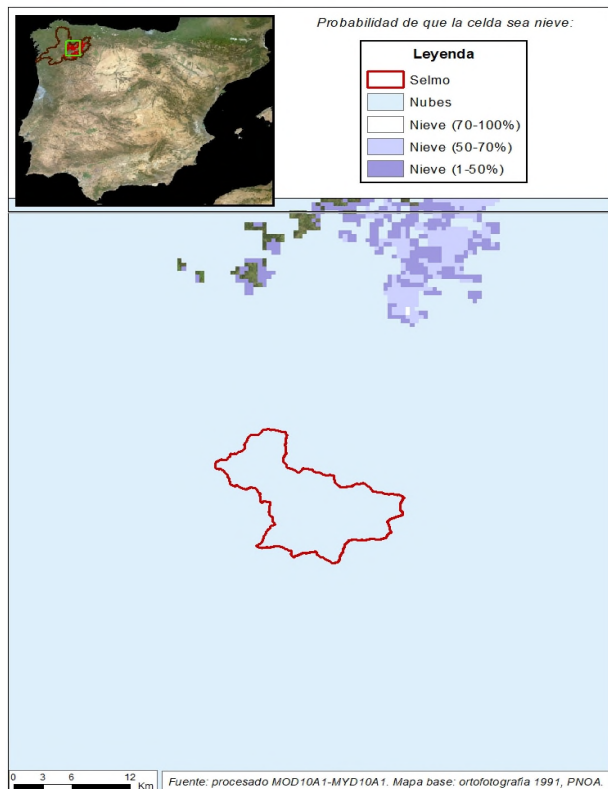 Probabilidad de que la celda sea nieve:
Leyenda
Selmo
Nubes
Nieve (70-100%)
Nieve (50-70%)
Nieve (1-50%)
0 3 6 12
Km
Fuente: procesado MOD10A1-MYD10A1. Mapa base: ortofotografía 1991, PNOA.